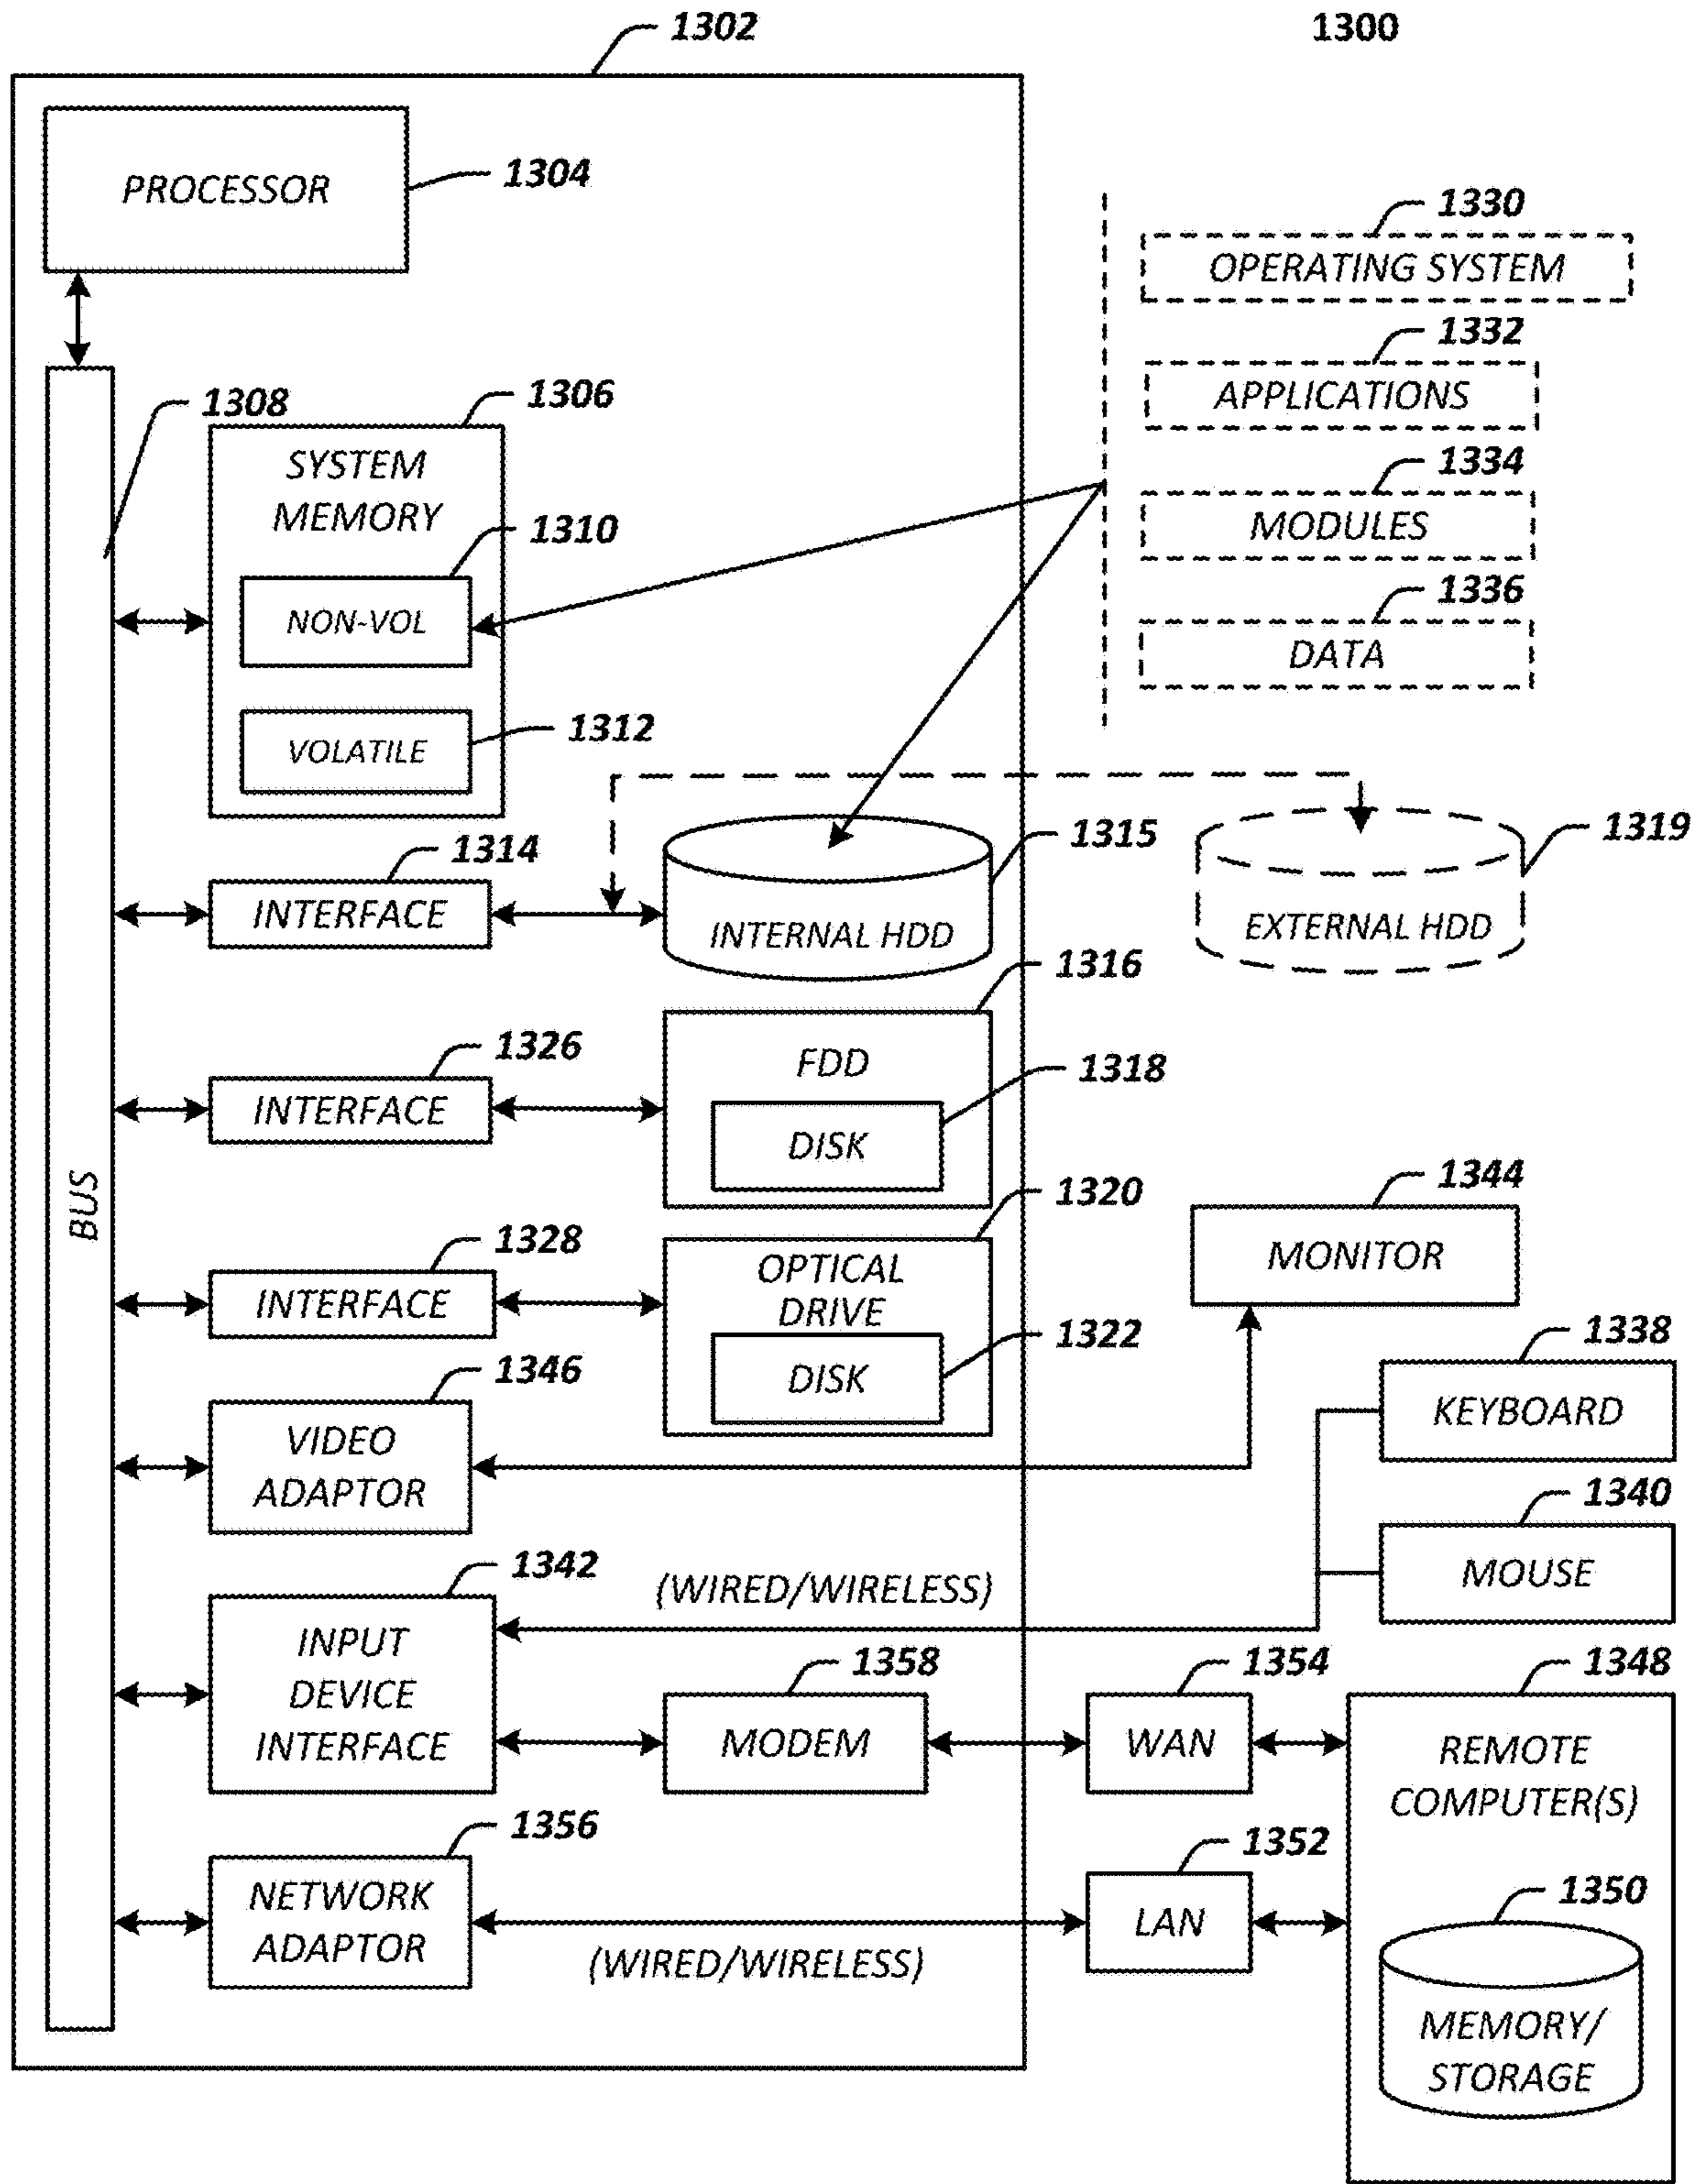 1302
1300
PROCESSOR
1304
1330
OPERATING SYSTEM
1332
APPLICATIONS
1334
MODULES
1336
DATA
1308
1306
SYSTEM
MEMORY
1310
NON-VOL
1312
VOLATILE
1314
INTERFACE
1315
INTERNAL HDD
1319
EXTERNAL HDD
1316
FDD
1326
INTERFACE
1318
DISK
BUS
1320
OPTICAL
DRIVE
1328
INTERFACE
1322
DISK
1344
MONITOR
1346
VIDEO
ADAPTOR
1338
KEYBOARD
1340
MOUSE
1342
(WIRED/WIRELESS)
INPUT
DEVICE
INTERFACE
1358
MODEM
1354
WAN
1348
REMOTE
COMPUTER(S)
1356
NETWORK
ADAPTOR
(WIRED/WIRELESS)
1352
LAN
1350
MEMORY/
STORAGE